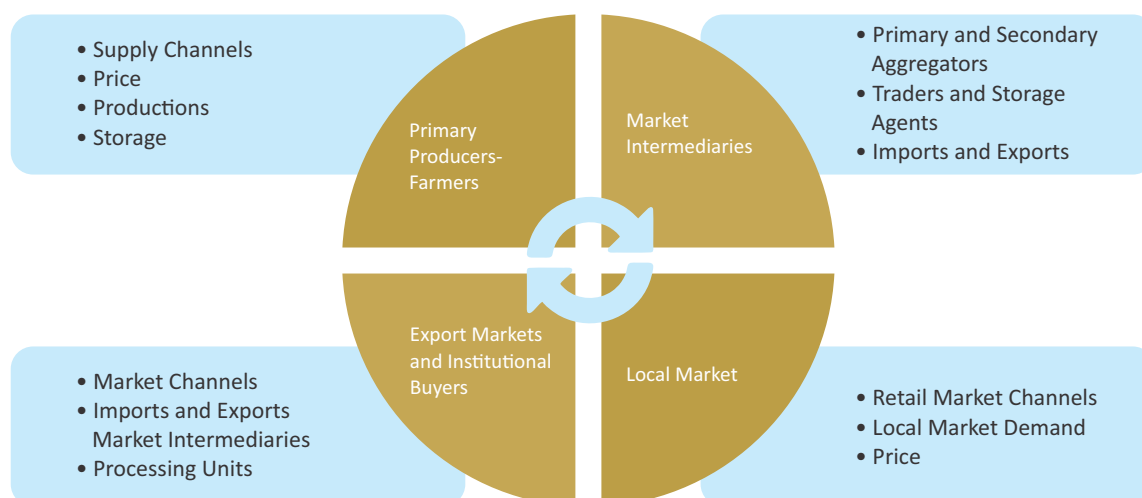 • Supply Channels
• Price
• Productions
• Storage
Primary
Producers-
Farmers
Market
Intermediaries
• Primary and Secondary
Aggregators
• Traders and Storage
Agents
• Imports and Exports
• Market Channels
• Imports and Exports
Market Intermediaries
• Processing Units
Export Markets
and Institutional
Buyers
Local Market
• Retail Market Channels
• Local Market Demand
• Price